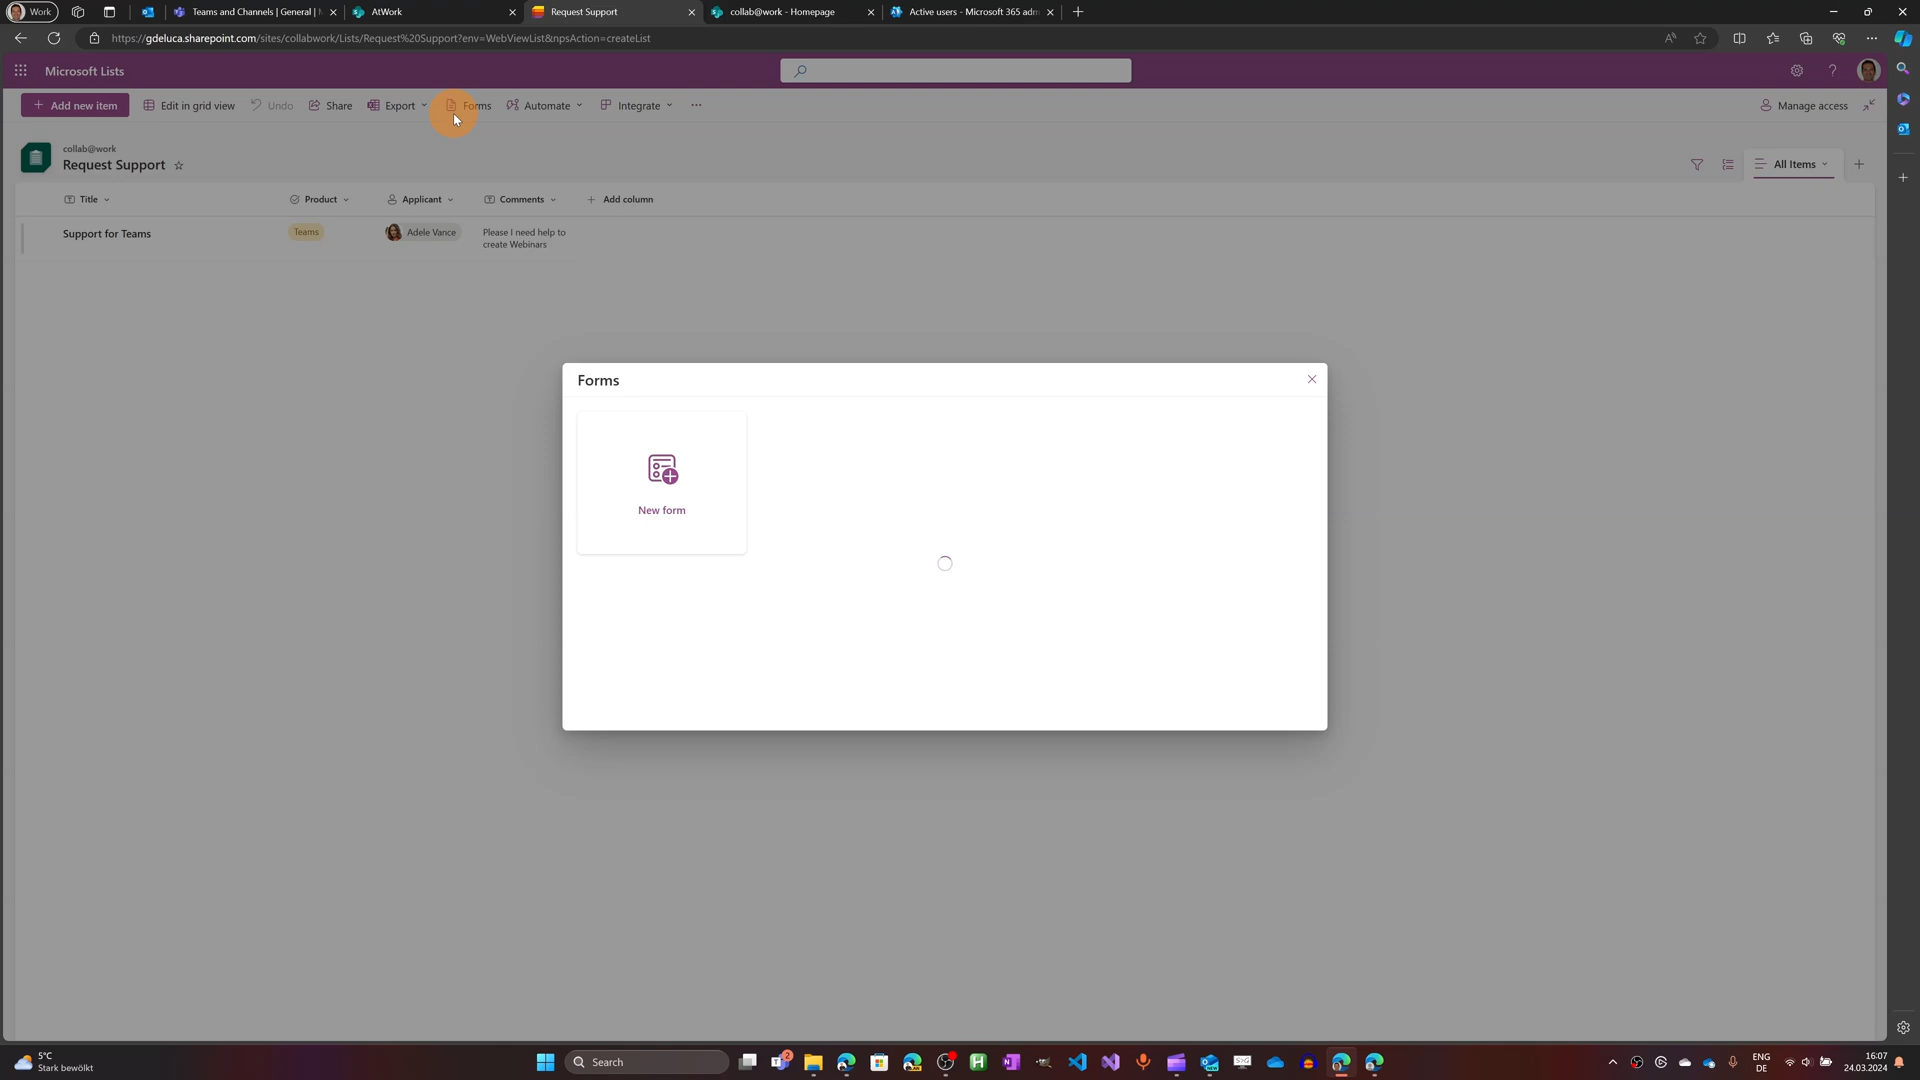 Work
Teams and Channels | General |
AtWork
Request Support
collab@work - Homepage
Active users - Microsoft 365 adm
https://gdeluca.sharepoint.com/sites/collabwork/Lists/Request%20Support?env=WebViewList&npsAction=createList
Microsoft Lists
Add new item
Edit in grid view
Undo
Share
Export
Forms
Automate
Integrate
Manage access
collab@work
Request Support
All Items
Title
Product
Applicant
Comments
Add column
Support for Teams
Teams
Adele Vance
Please I need help to
create Webinars
Forms
New form
5°C
Stark bewölkt
Search
2
ENG
DE
16:07
24.03.2024